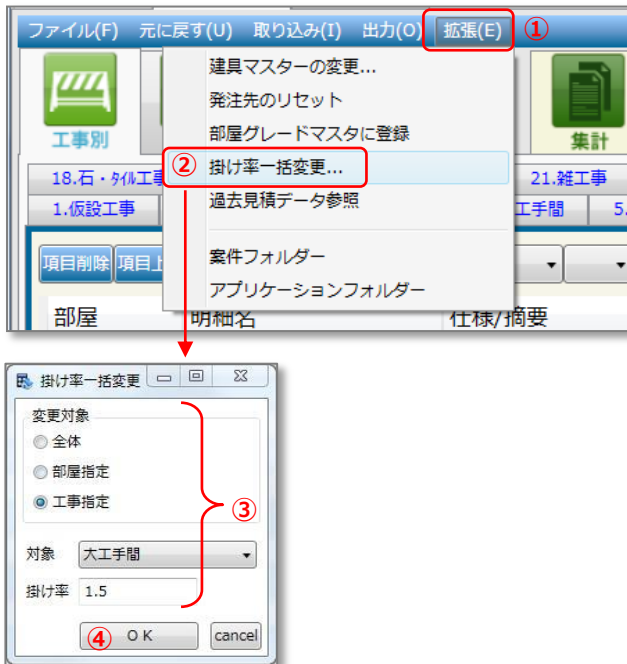 ファイル(F) 元に戻す(U) 取り込み(I) 出力(O) 拡張(E) ①
建具マスターの変更...
発注先のリセット
部屋グレードマスタに登録
② 掛け率一括変更...
過去見積データ参照
案件フォルダー
アプリケーションフォルダー
工事別
集計
18.石・タイル工事
21.雑工事
1.仮設工事
工手間
5.
項目削除 項目上
部屋 明細名 仕様/摘要
掛け率一括変更
変更対象
全体
部屋指定
工事指定
③
対象 大工手間
掛け率 1.5
④ OK cancel